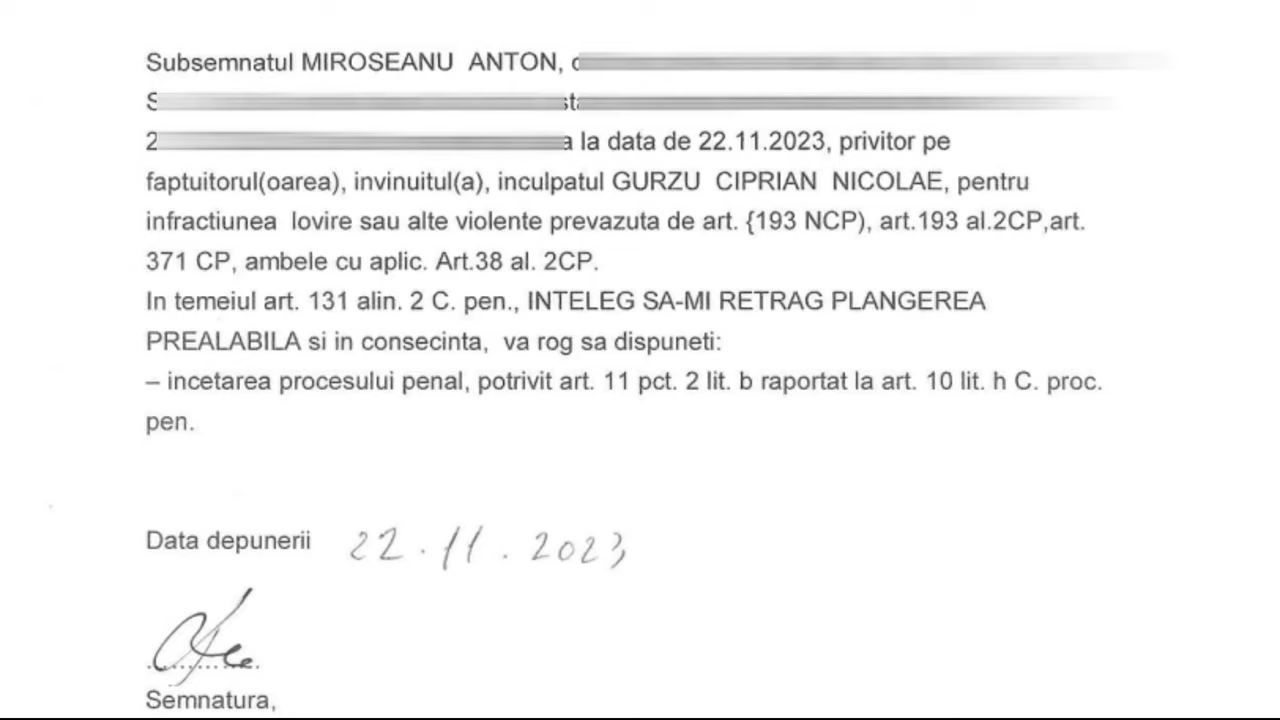 Subsemnatul MIROSEANU ANTON,
a la data de 22.11.2023, privitor pe
faptuitorul(oarea), invinuitul(a), inculpatul GURZU CIPRIAN NICOLAE, pentru
infractiunea lovire sau alte violente prevazuta de art. {193 NCP), art.193 al.2CP,art.
371 CP, ambele cu aplic. Art.38 al. 2CP.
In temeiul art. 131 alin. 2 C. pen., INTELEG SA-MI RETRAG PLANGEREA
PREALABILA si in consecinta, va rog sa dispuneti:
– incetarea procesului penal, potrivit art. 11 pct. 2 lit. b raportat la art. 10 lit. h C. proc.
pen.
Data depunerii 22.11.2023
Semnatura,